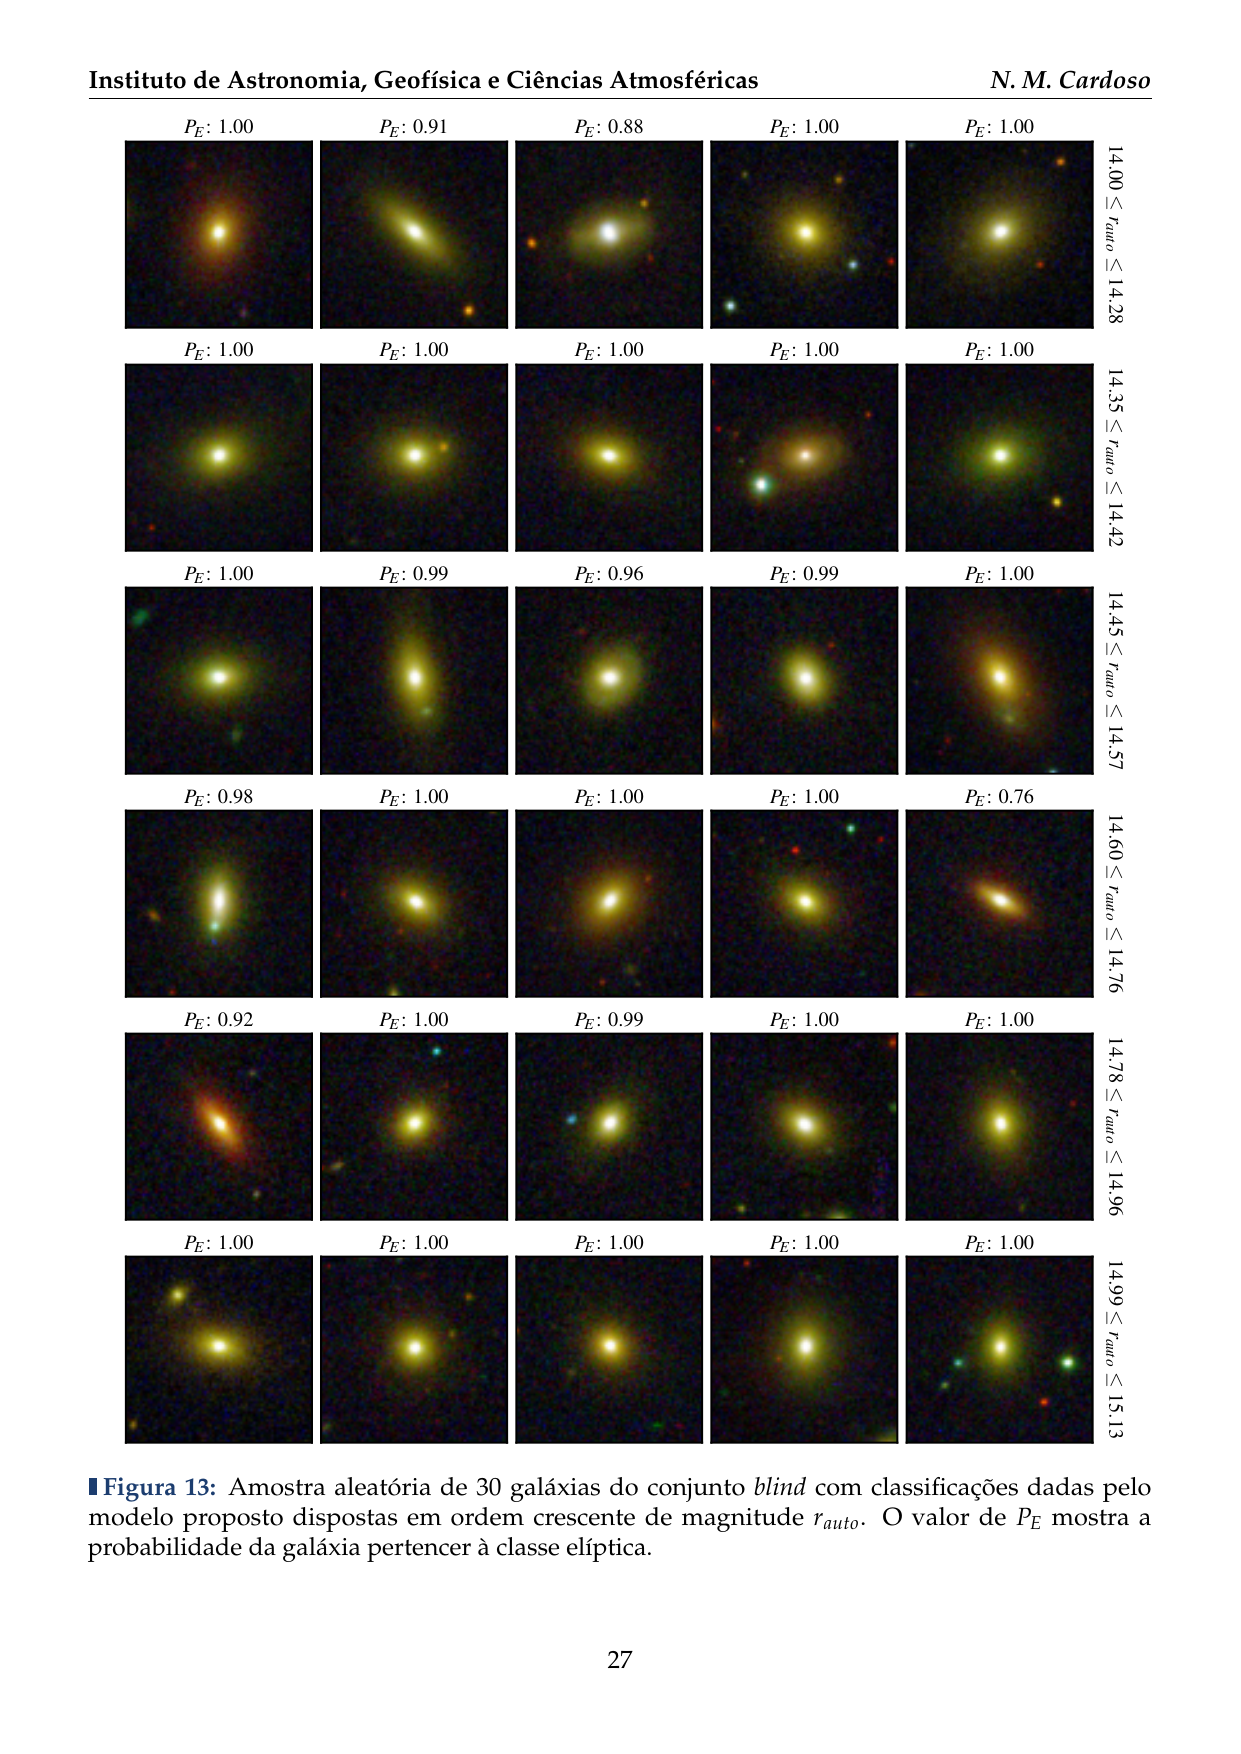 Instituto de Astronomia, Geofísica e Ciências Atmosféricas N. M. Cardoso
P_E: 1.00 P_E: 0.91 P_E: 0.88 P_E: 1.00 P_E: 1.00
14.00 ≤ r_auto ≤ 14.28
P_E: 1.00 P_E: 1.00 P_E: 1.00 P_E: 1.00 P_E: 1.00
14.35 ≤ r_auto ≤ 14.42
P_E: 1.00 P_E: 0.99 P_E: 0.96 P_E: 0.99 P_E: 1.00
14.45 ≤ r_auto ≤ 14.57
P_E: 0.98 P_E: 1.00 P_E: 1.00 P_E: 1.00 P_E: 0.76
14.60 ≤ r_auto ≤ 14.76
P_E: 0.92 P_E: 1.00 P_E: 0.99 P_E: 1.00 P_E: 1.00
14.78 ≤ r_auto ≤ 14.96
P_E: 1.00 P_E: 1.00 P_E: 1.00 P_E: 1.00 P_E: 1.00
14.99 ≤ r_auto ≤ 15.13
Figura 13: Amostra aleatória de 30 galáxias do conjunto blind com classificações dadas pelo
modelo proposto dispostas em ordem crescente de magnitude r_auto. O valor de P_E mostra a
probabilidade da galáxia pertencer à classe elíptica.
27